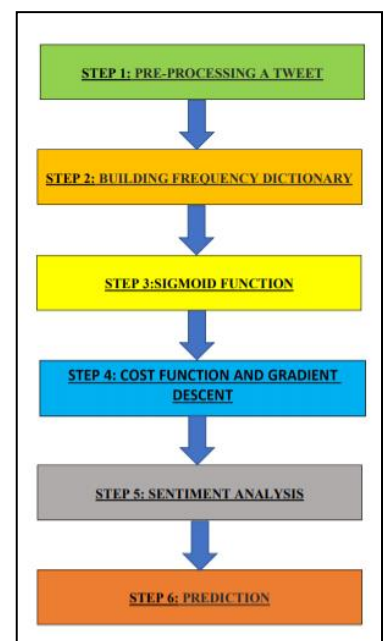 STEP 1: PRE-PROCESSING A TWEET
STEP 2: BUILDING FREQUENCY DICTIONARY
STEP 3:SIGMOID FUNCTION
STEP 4: COST FUNCTION AND GRADIENT
DESCENT
STEP 5: SENTIMENT ANALYSIS
STEP 6: PREDICTION